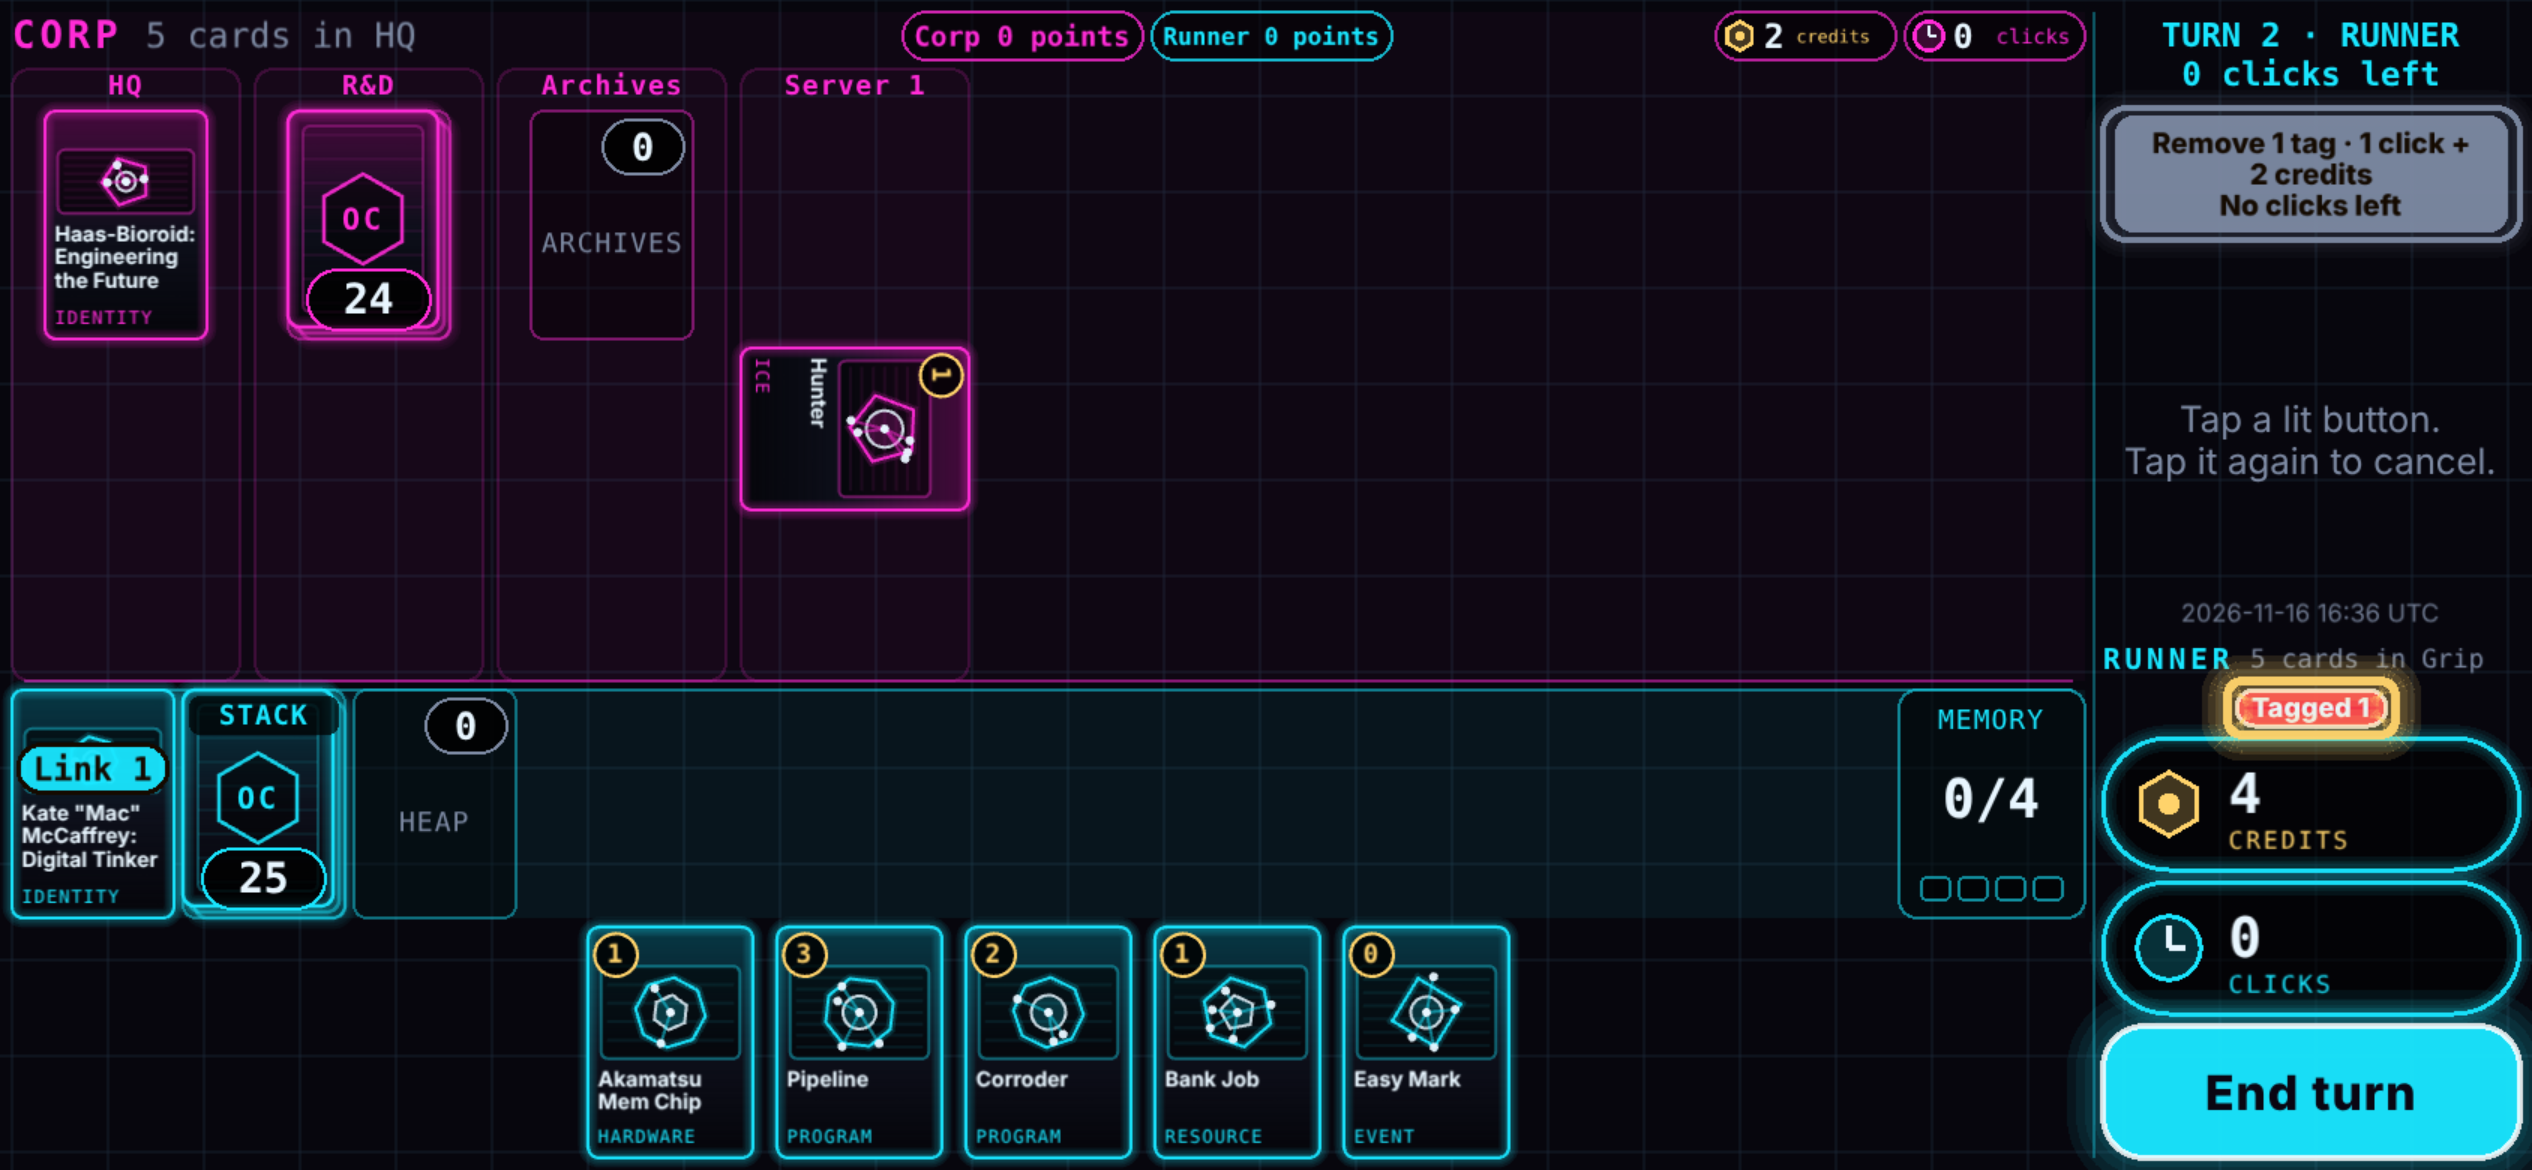 CORP 5 cards in HQ
Corp 0 points
Runner 0 points
2 credits
0 clicks
TURN 2 · RUNNER
0 clicks left
HQ
R&D
Archives
Server 1
Remove 1 tag · 1 click +
2 credits
No clicks left
Haas-Bioroid:
Engineering
the Future
IDENTITY
OC
24
0
ARCHIVES
ICE
Hunter
1
Tap a lit button.
Tap it again to cancel.
2026-11-16 16:36 UTC
RUNNER 5 cards in Grip
Tagged 1
Link 1
Kate "Mac"
McCaffrey:
Digital Tinker
IDENTITY
STACK
OC
25
0
HEAP
MEMORY
0/4
4
CREDITS
0
CLICKS
1
Akamatsu
Mem Chip
HARDWARE
3
Pipeline
PROGRAM
2
Corroder
PROGRAM
1
Bank Job
RESOURCE
0
Easy Mark
EVENT
End turn